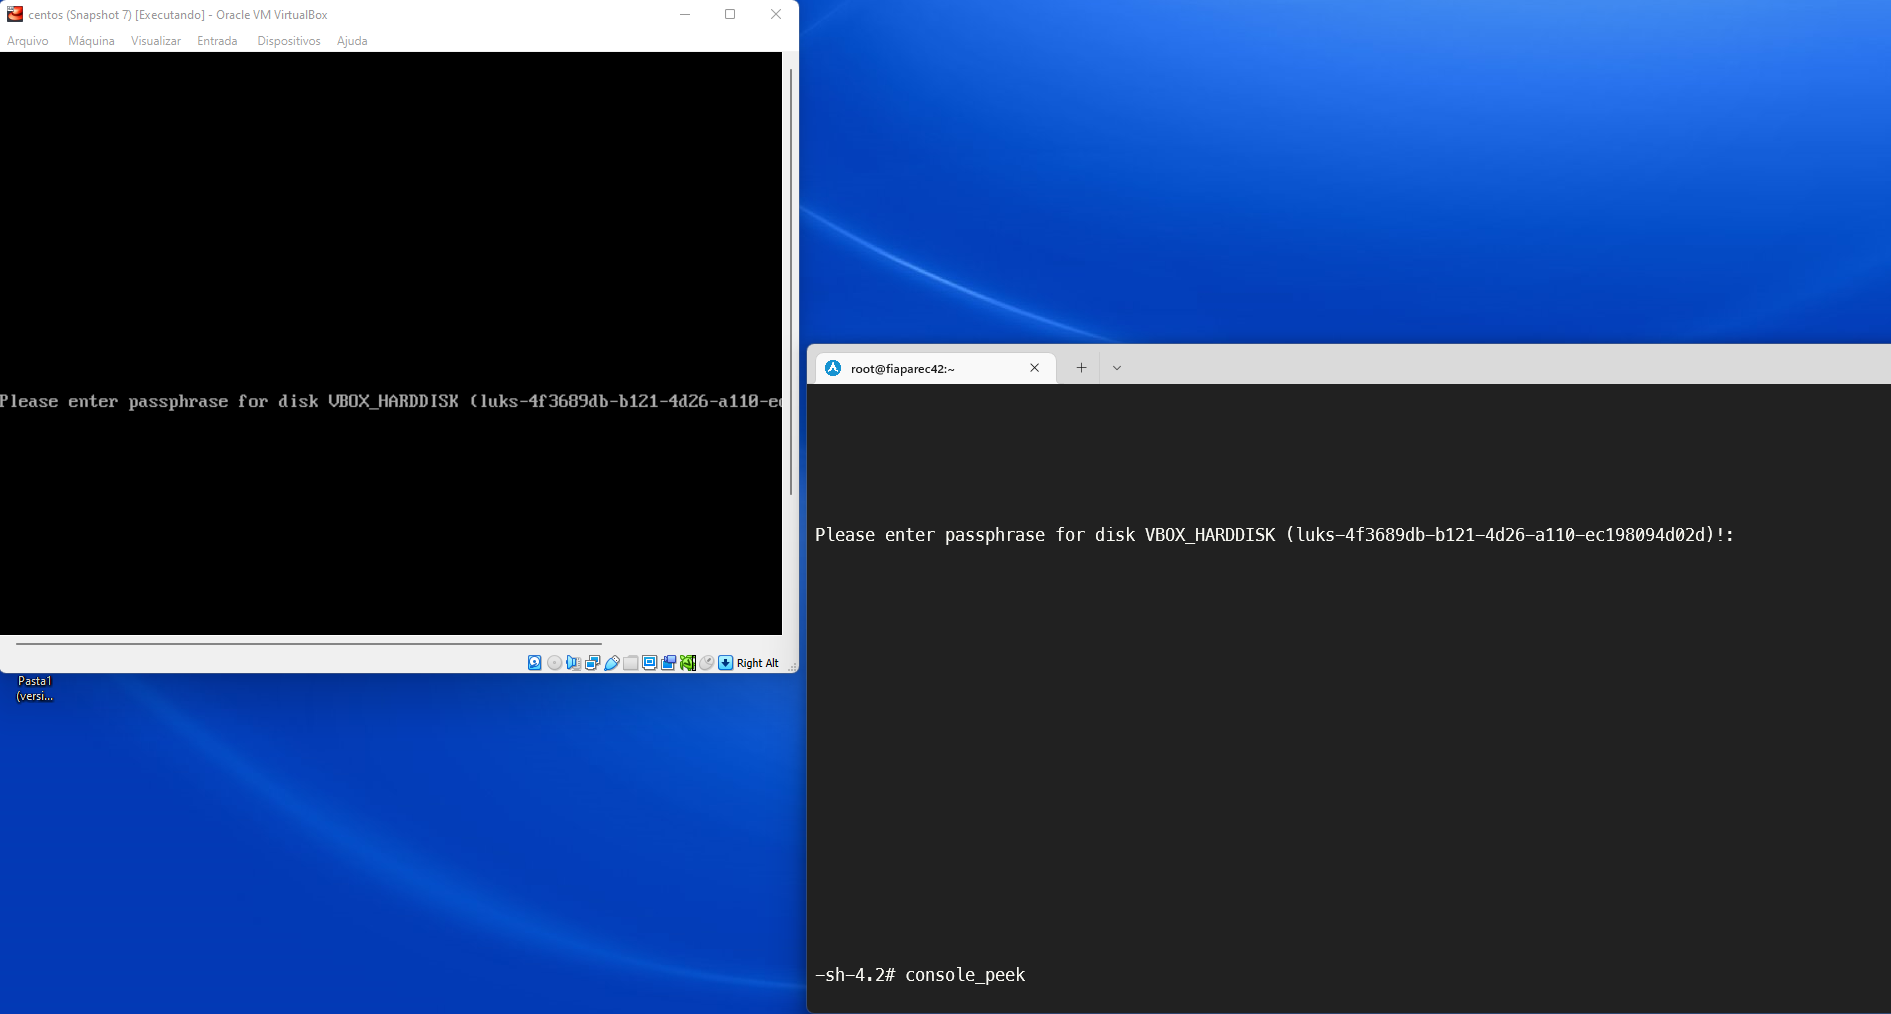 centos (Snapshot 7) [Executando] - Oracle VM VirtualBox
Arquivo Máquina Visualizar Entrada Dispositivos Ajuda
Please enter passphrase for disk VBOX_HARDDISK (luks-4f3689db-b121-4d26-a110-ec
Right Alt
Pasta1
(versi...
root@fiaparec42:~
Please enter passphrase for disk VBOX_HARDDISK (luks-4f3689db-b121-4d26-a110-ec198094d02d)!:
-sh-4.2# console_peek